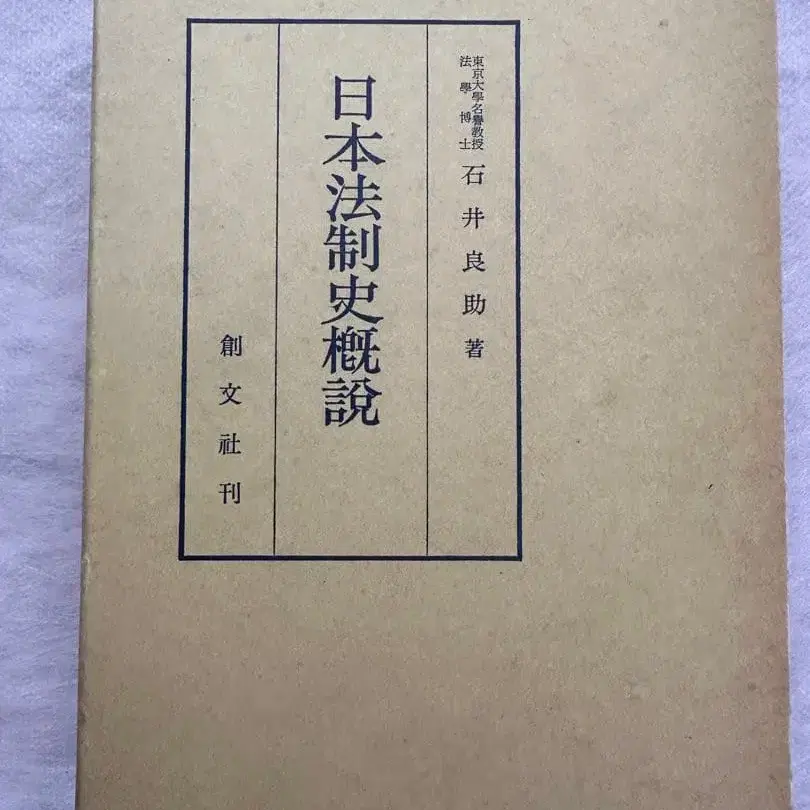 東京大學名譽教授
法學博士
石井良助著
日本法制史槪說
創文社刊